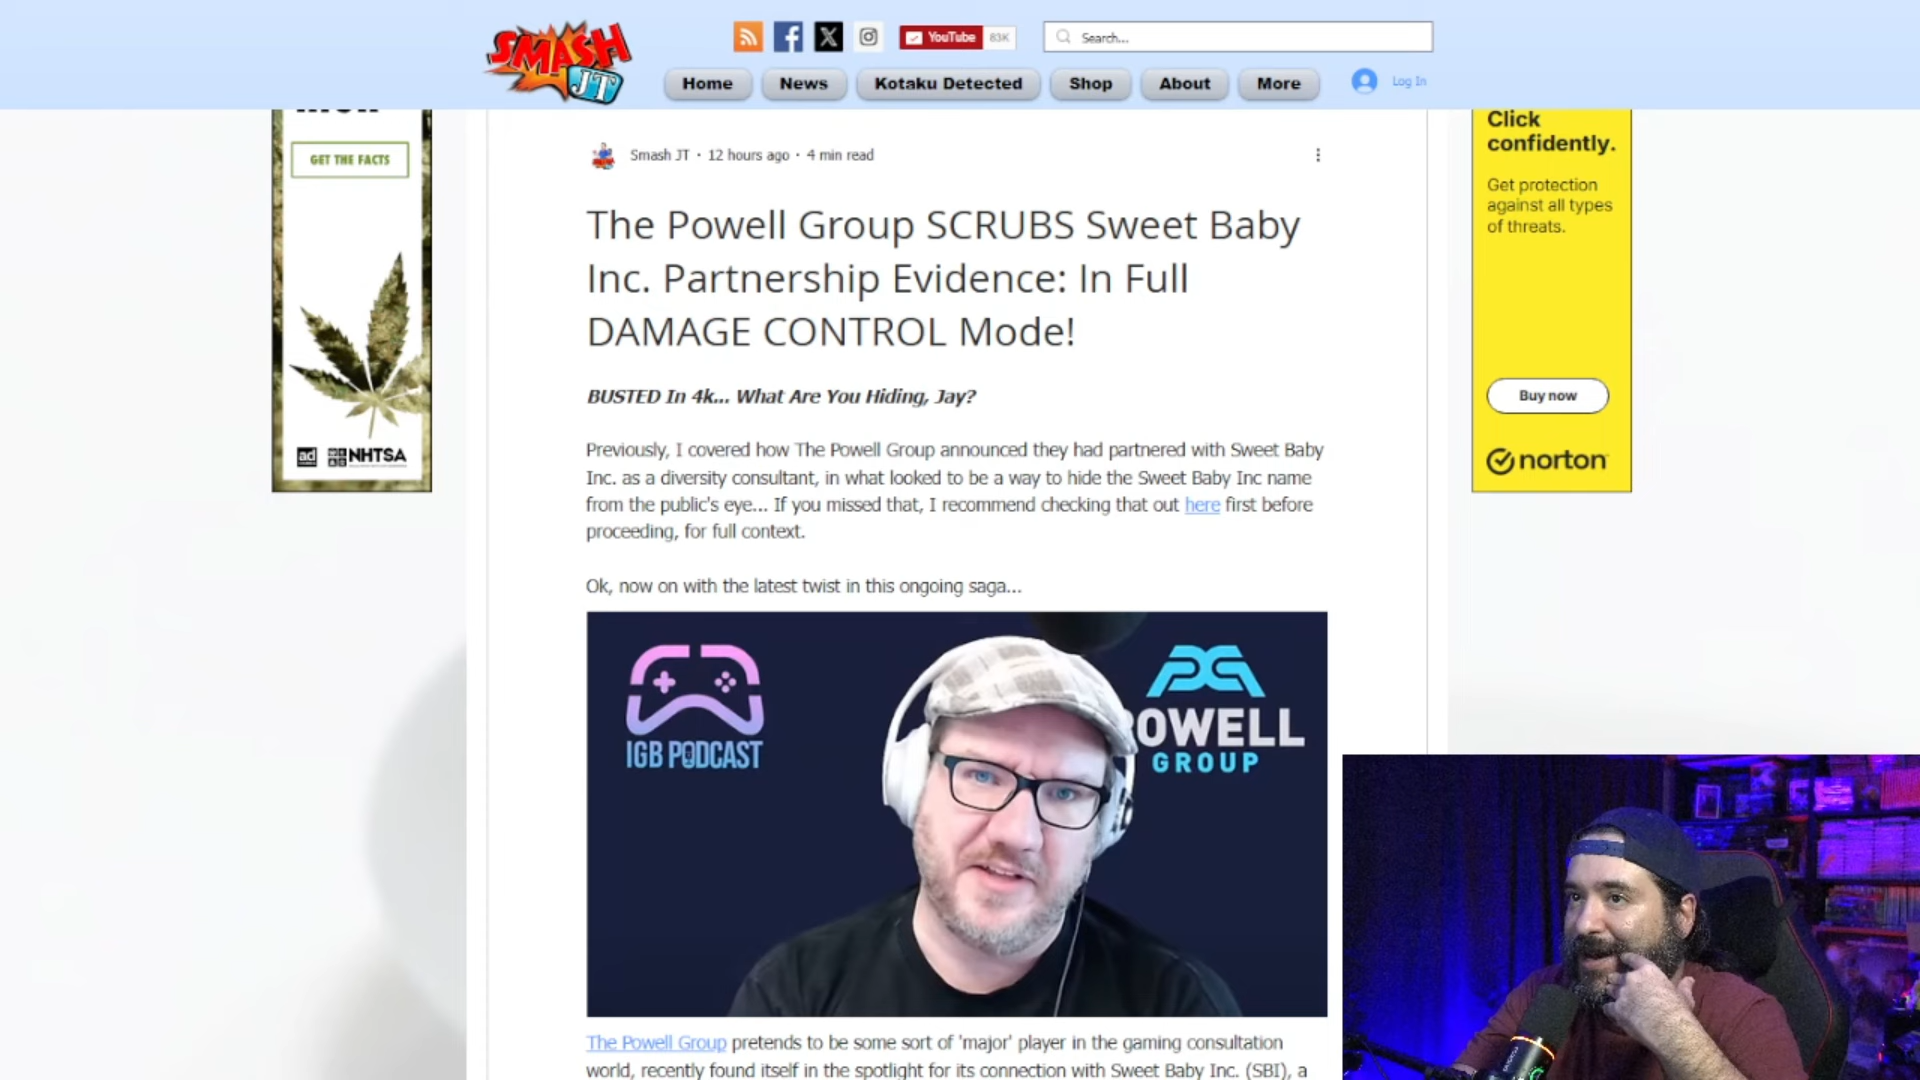 SMASH JT
YouTube 83K
Search...
Home News Kotaku Detected Shop About More Log In
GET THE FACTS
ad
NHTSA
Click
confidently.
Get protection
against all types
of threats.
Buy now
norton
Smash JT · 12 hours ago · 4 min read
The Powell Group SCRUBS Sweet Baby
Inc. Partnership Evidence: In Full
DAMAGE CONTROL Mode!
BUSTED In 4k... What Are You Hiding, Jay?
Previously, I covered how The Powell Group announced they had partnered with Sweet Baby
Inc. as a diversity consultant, in what looked to be a way to hide the Sweet Baby Inc name
from the public's eye... If you missed that, I recommend checking that out here first before
proceeding, for full context.
Ok, now on with the latest twist in this ongoing saga...
IGB PODCAST
POWELL
GROUP
The Powell Group pretends to be some sort of 'major' player in the gaming consultation
world, recently found itself in the spotlight for its connection with Sweet Baby Inc. (SBI), a